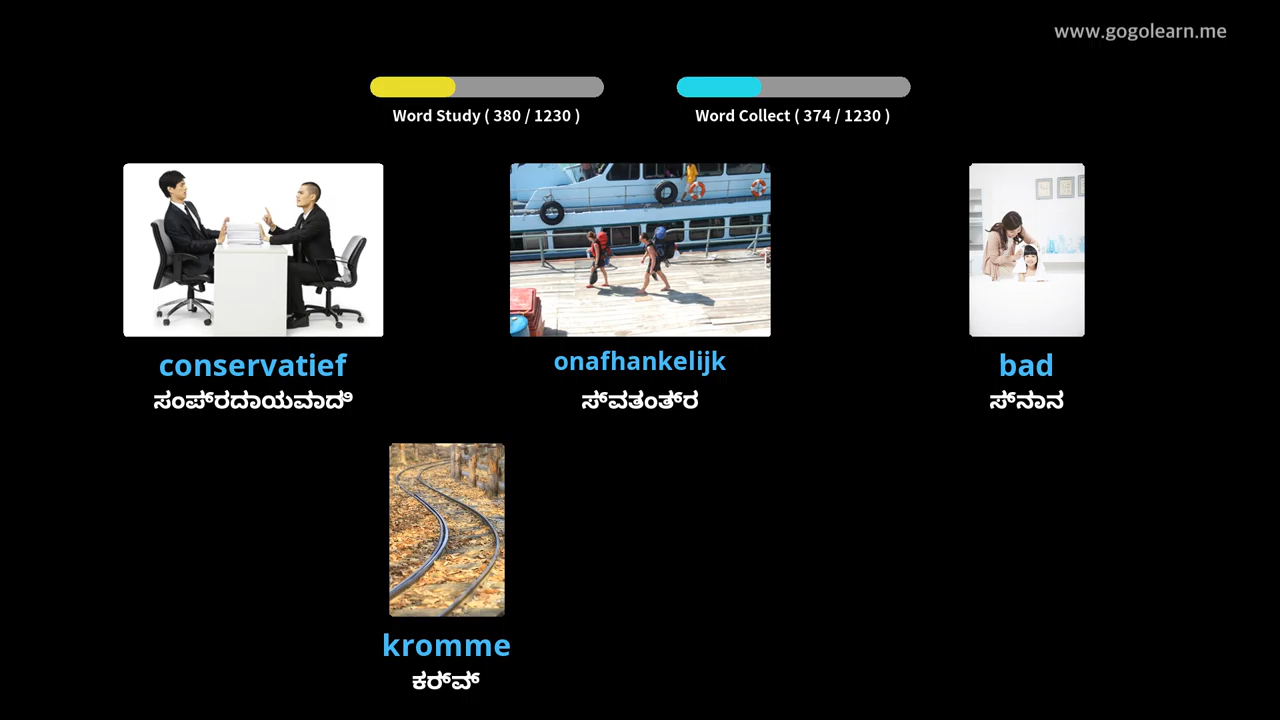 www.gogolearn.me
Word Study ( 380 / 1230 )
Word Collect ( 374 / 1230 )
conservatief
ಸಂಪ್ರದಾಯವಾದಿ
onafhankelijk
ಸ್ವತಂತ್ರ
bad
ಸ್ನಾನ
kromme
ಕರ್ವ್